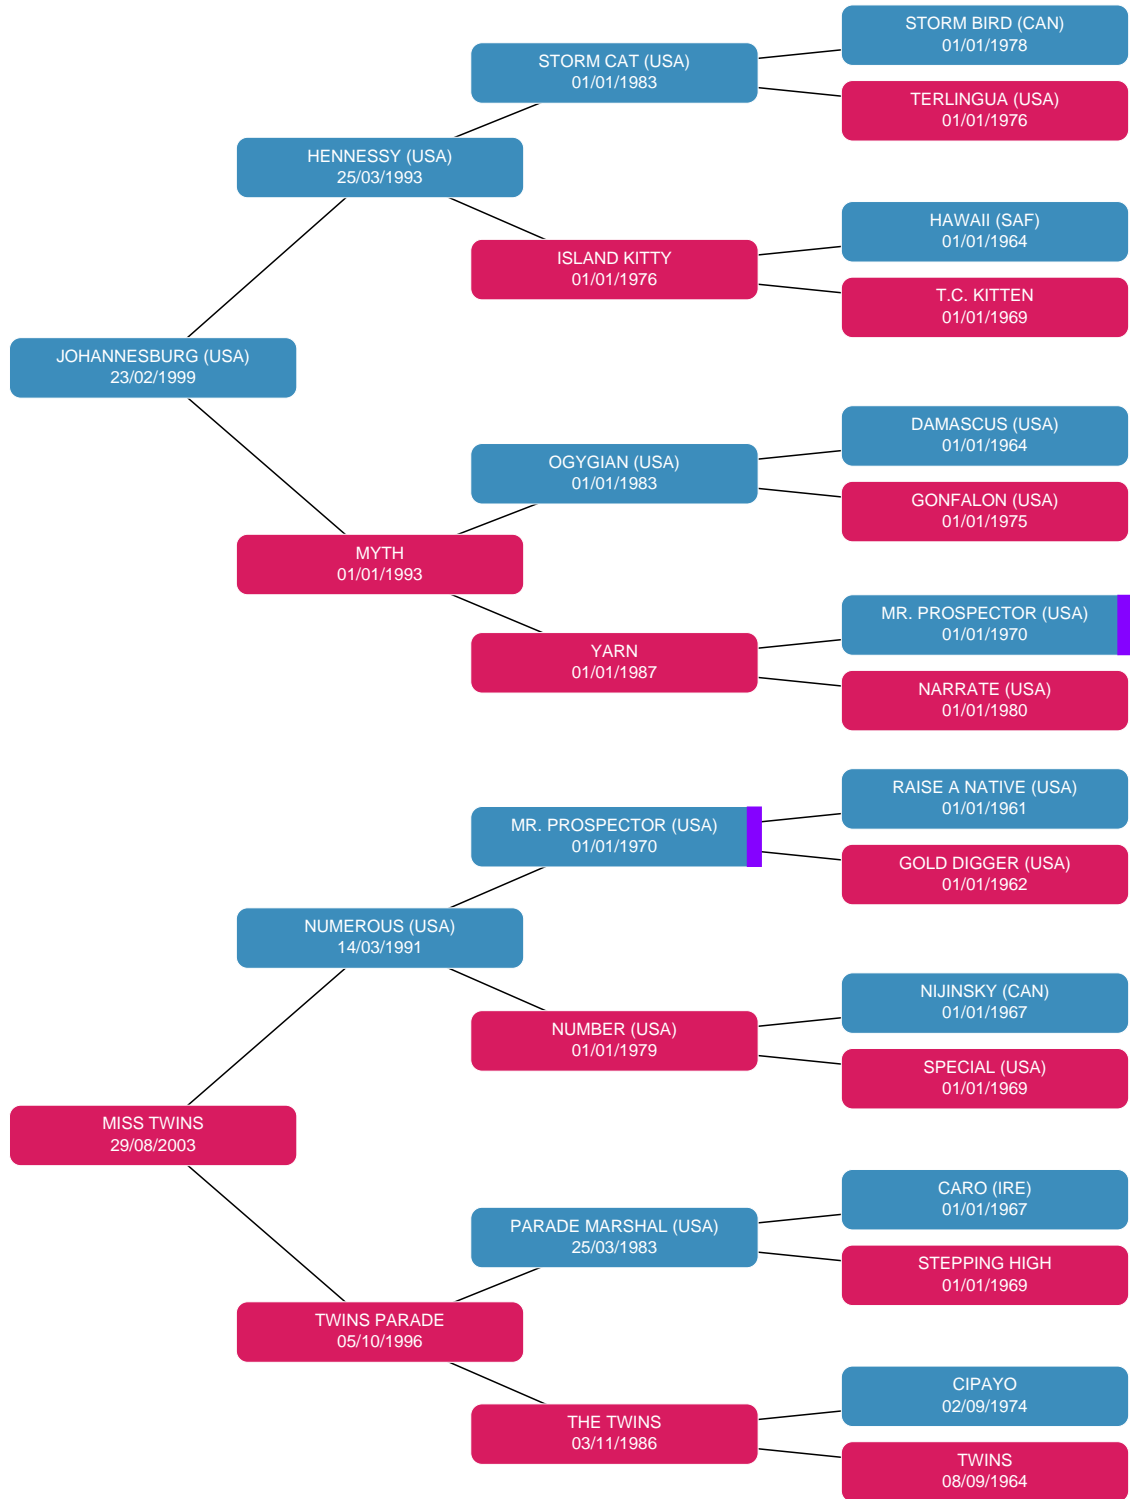 STORM BIRD (CAN)
01/01/1978
STORM CAT (USA)
01/01/1983
TERLINGUA (USA)
01/01/1976
HENNESSY (USA)
25/03/1993
HAWAII (SAF)
01/01/1964
ISLAND KITTY
01/01/1976
T.C. KITTEN
01/01/1969
JOHANNESBURG (USA)
23/02/1999
DAMASCUS (USA)
01/01/1964
OGYGIAN (USA)
01/01/1983
GONFALON (USA)
01/01/1975
MYTH
01/01/1993
MR. PROSPECTOR (USA)
01/01/1970
YARN
01/01/1987
NARRATE (USA)
01/01/1980
RAISE A NATIVE (USA)
01/01/1961
MR. PROSPECTOR (USA)
01/01/1970
GOLD DIGGER (USA)
01/01/1962
NUMEROUS (USA)
14/03/1991
NIJINSKY (CAN)
01/01/1967
NUMBER (USA)
01/01/1979
SPECIAL (USA)
01/01/1969
MISS TWINS
29/08/2003
CARO (IRE)
01/01/1967
PARADE MARSHAL (USA)
25/03/1983
STEPPING HIGH
01/01/1969
TWINS PARADE
05/10/1996
CIPAYO
02/09/1974
THE TWINS
03/11/1986
TWINS
08/09/1964